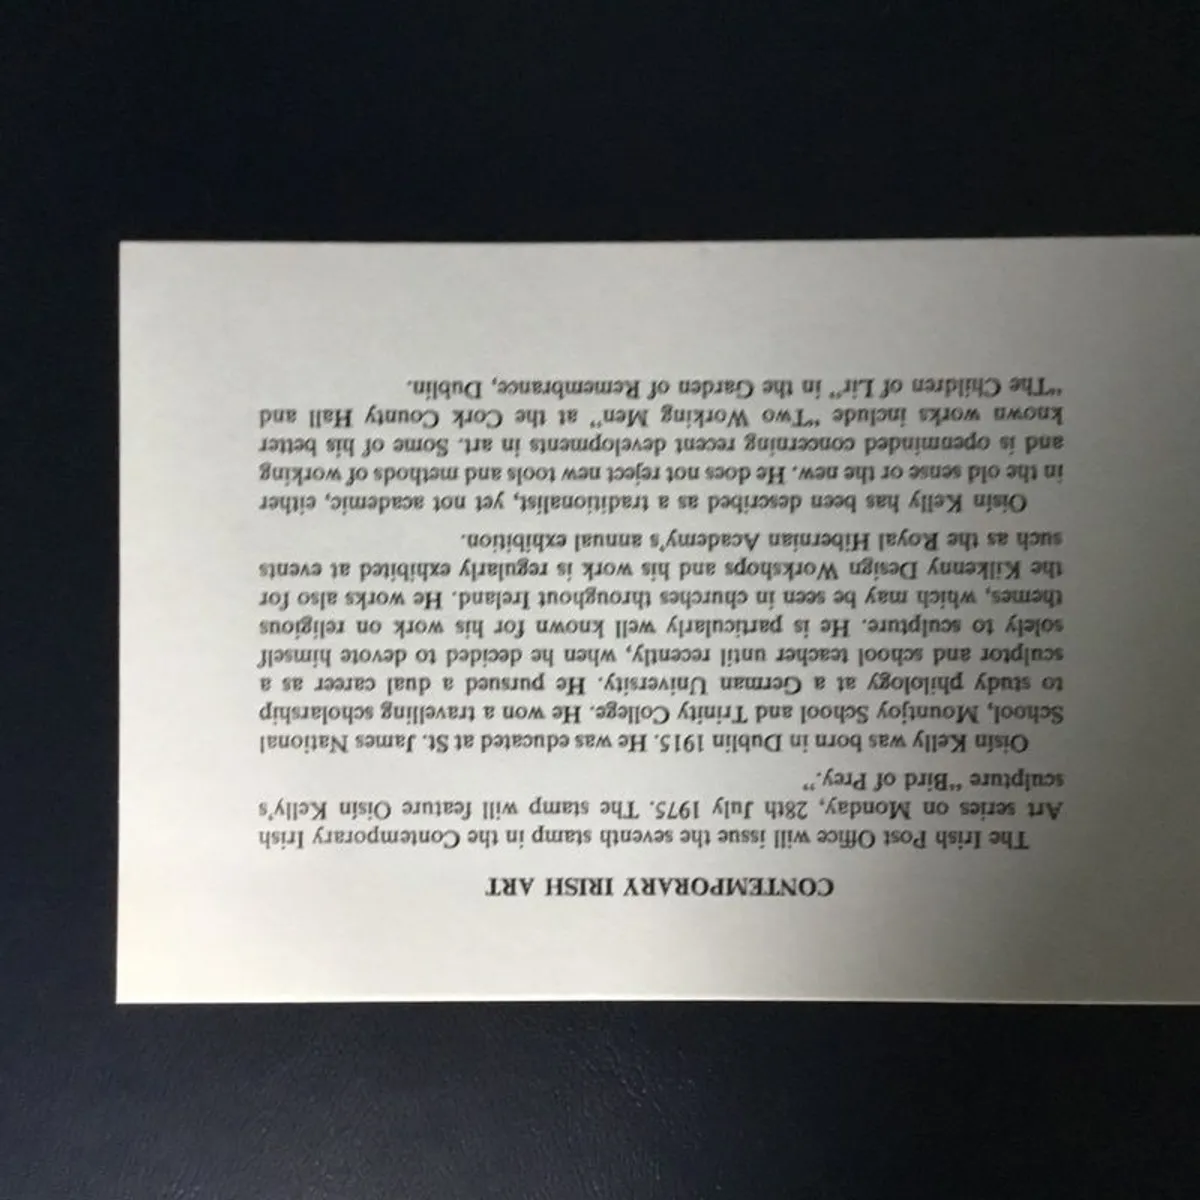 CONTEMPORARY IRISH ART
The Irish Post Office will issue the seventh stamp in the Contemporary Irish
Art series on Monday, 28th July 1975. The stamp will feature Oisín Kelly's
sculpture “Bird of Prey.”
Oisín Kelly was born in Dublin 1915. He was educated at St. James National
School, Mountjoy School and Trinity College. He won a travelling scholarship
to study philology at a German University. He pursued a dual career as a
sculptor and school teacher until recently, when he decided to devote himself
solely to sculpture. He is particularly well known for his work on religious
themes, which may be seen in churches throughout Ireland. He works also for
the Kilkenny Design Workshops and his work is regularly exhibited at events
such as the Royal Hibernian Academy's annual exhibition.
Oisín Kelly has been described as a traditionalist, yet not academic, either
in the old sense or the new. He does not reject new tools and methods of working
and is openminded concerning recent developments in art. Some of his better
known works include “Two Working Men” at the Cork County Hall and
“The Children of Lir” in the Garden of Remembrance, Dublin.